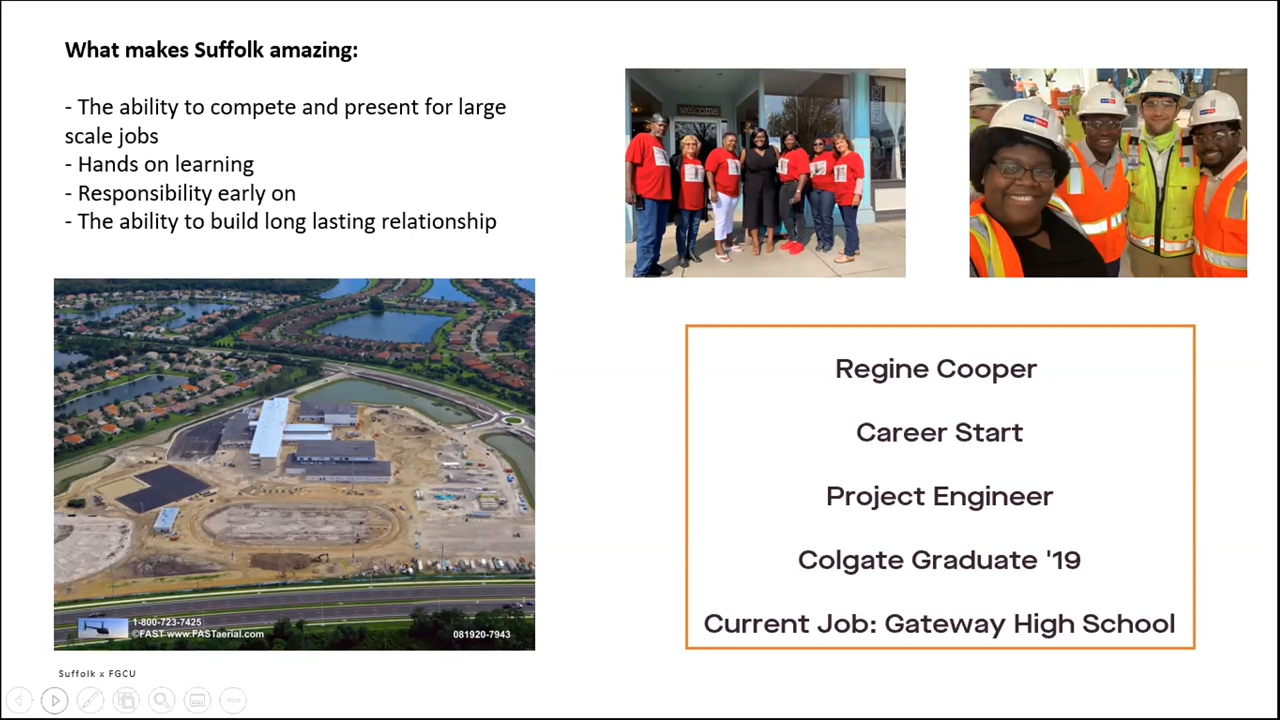 What makes Suffolk amazing:
- The ability to compete and present for large
scale jobs
- Hands on learning
- Responsibility early on
- The ability to build long lasting relationship
welcome
Regine Cooper
Career Start
Project Engineer
Colgate Graduate '19
Current Job: Gateway High School
1-800-723-7425
©FAST www.FASTaerial.com
081920-7943
Suffolk x FGCU